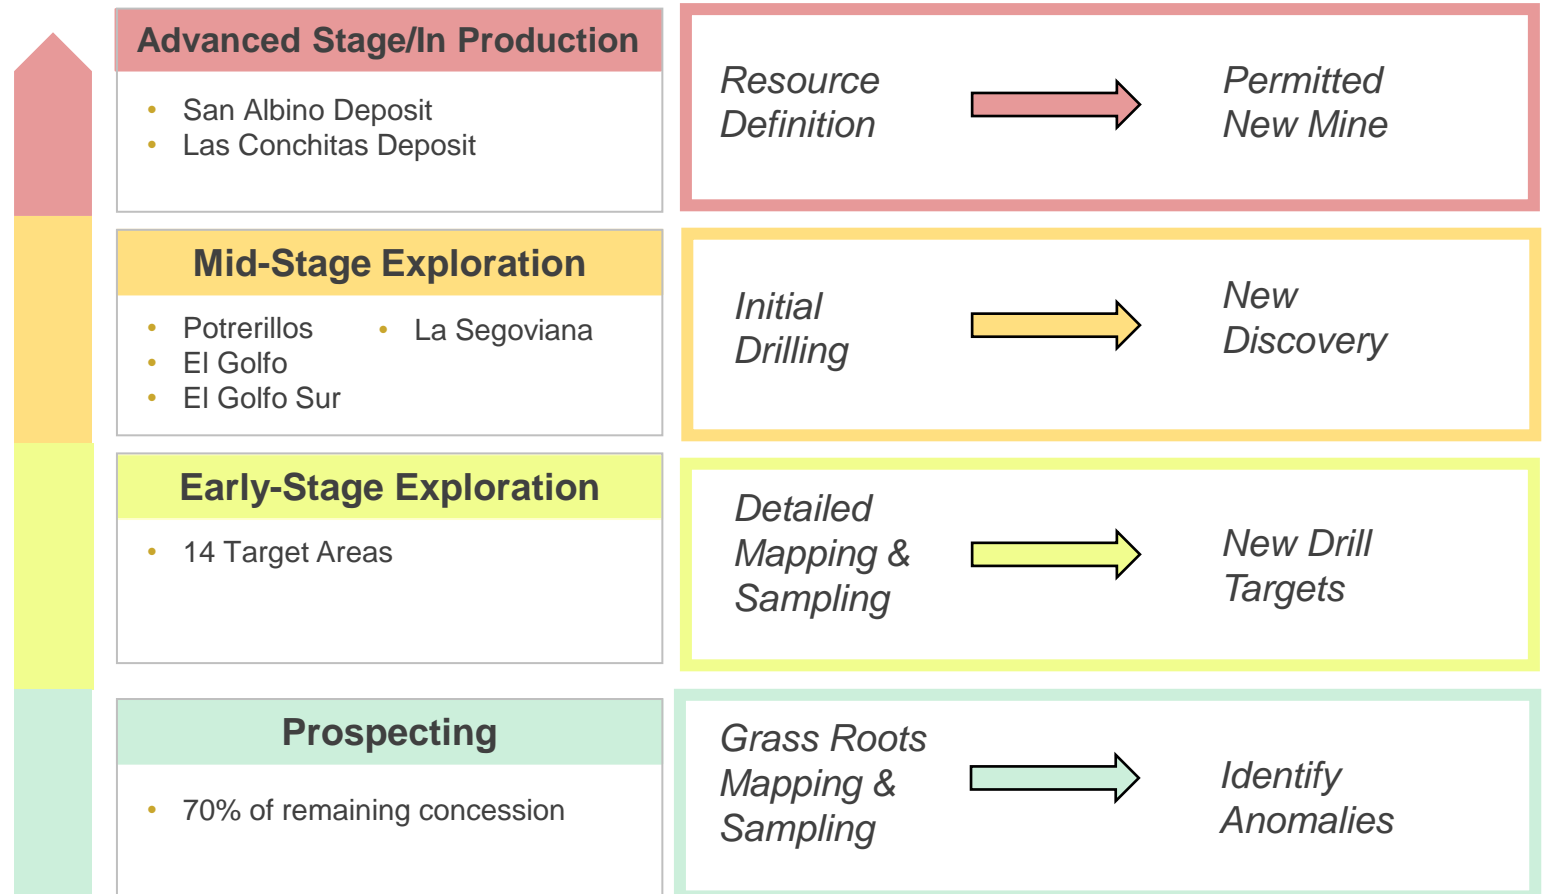 Advanced Stage/In Production
• San Albino Deposit
• Las Conchitas Deposit
Resource
Definition
Permitted
New Mine
Mid-Stage Exploration
• Potrerillos
• El Golfo
• El Golfo Sur
• La Segoviana
Initial
Drilling
New
Discovery
Early-Stage Exploration
• 14 Target Areas
Detailed
Mapping &
Sampling
New Drill
Targets
Prospecting
• 70% of remaining concession
Grass Roots
Mapping &
Sampling
Identify
Anomalies